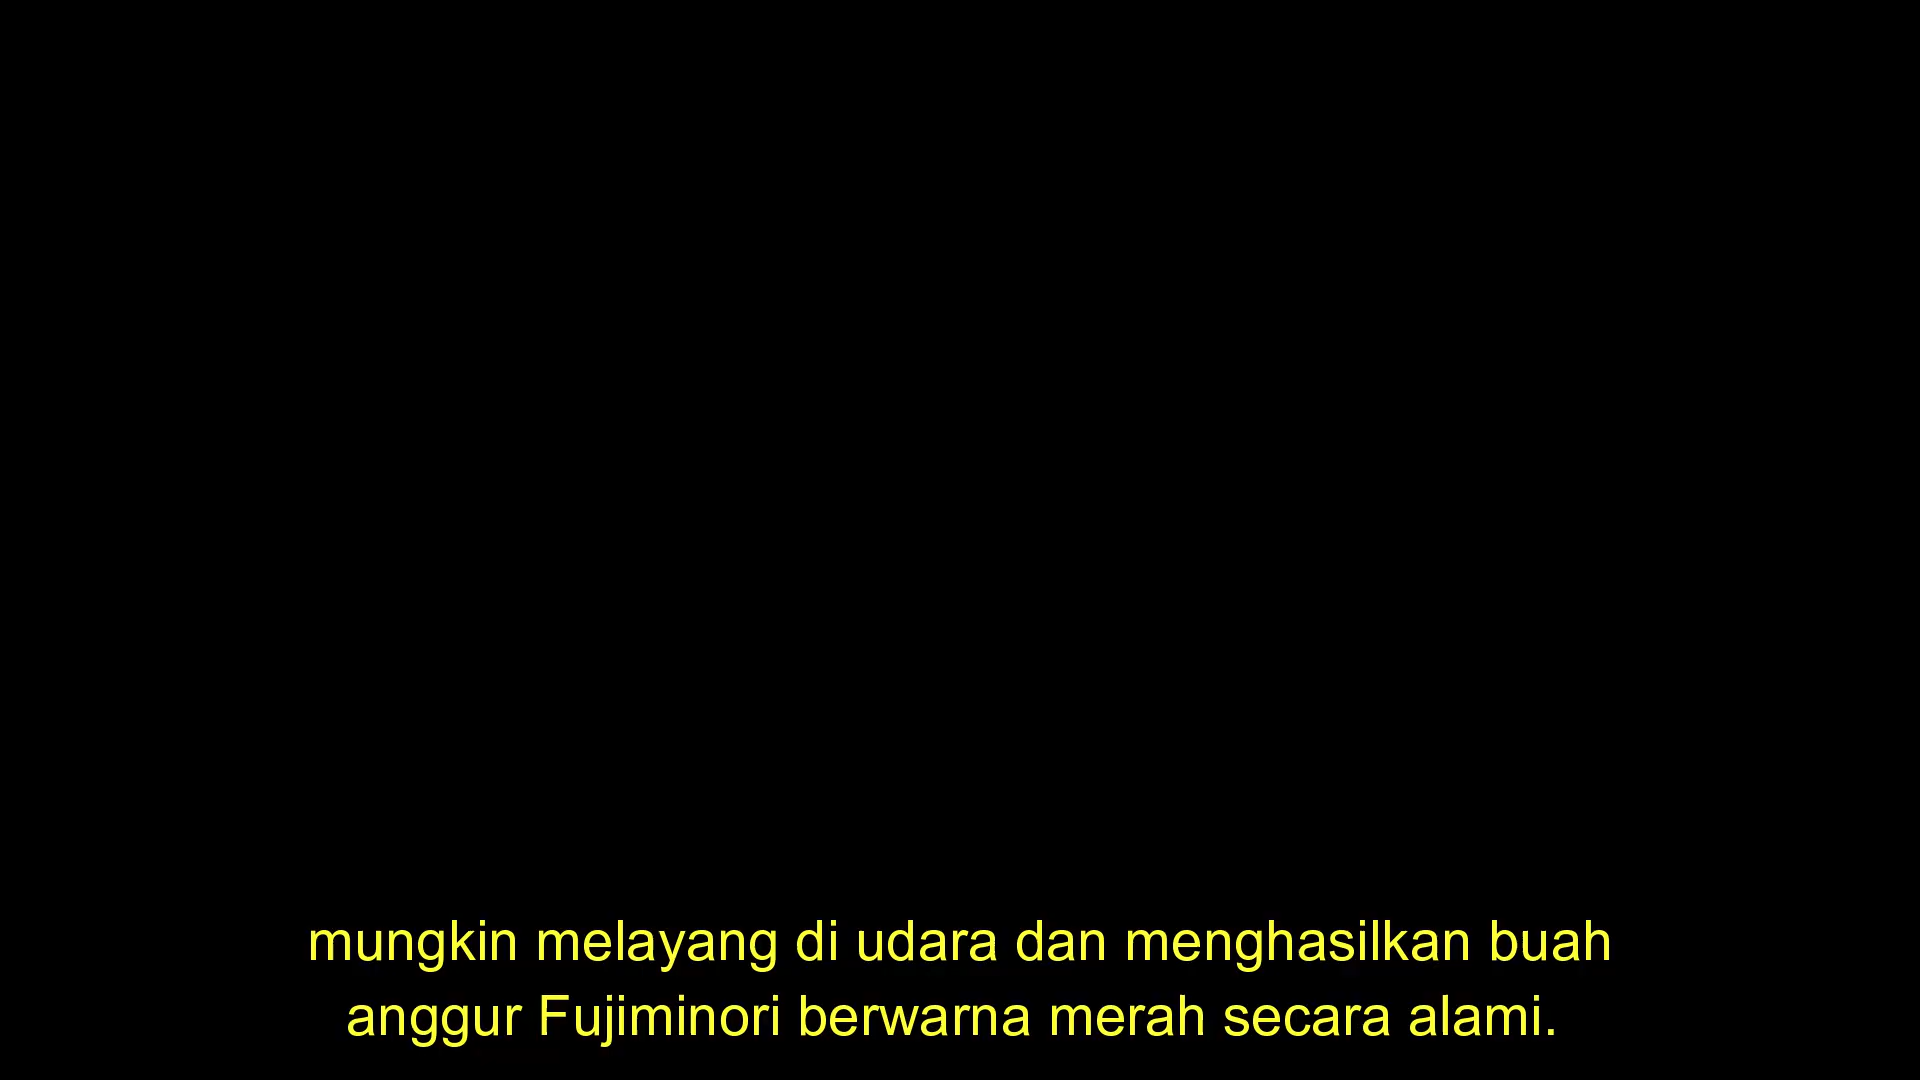 mungkin melayang di udara dan menghasilkan buah
anggur Fujiminori berwarna merah secara alami.